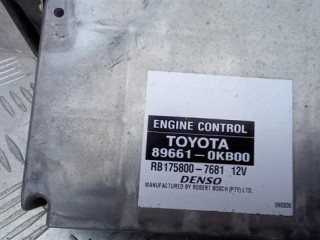 ENGINE CONTROL
TOYOTA
89661-0KB00
RB175800-7681 12V
DENSO
MANUFACTURED BY ROBERT BOSCH (PTY) LTD.